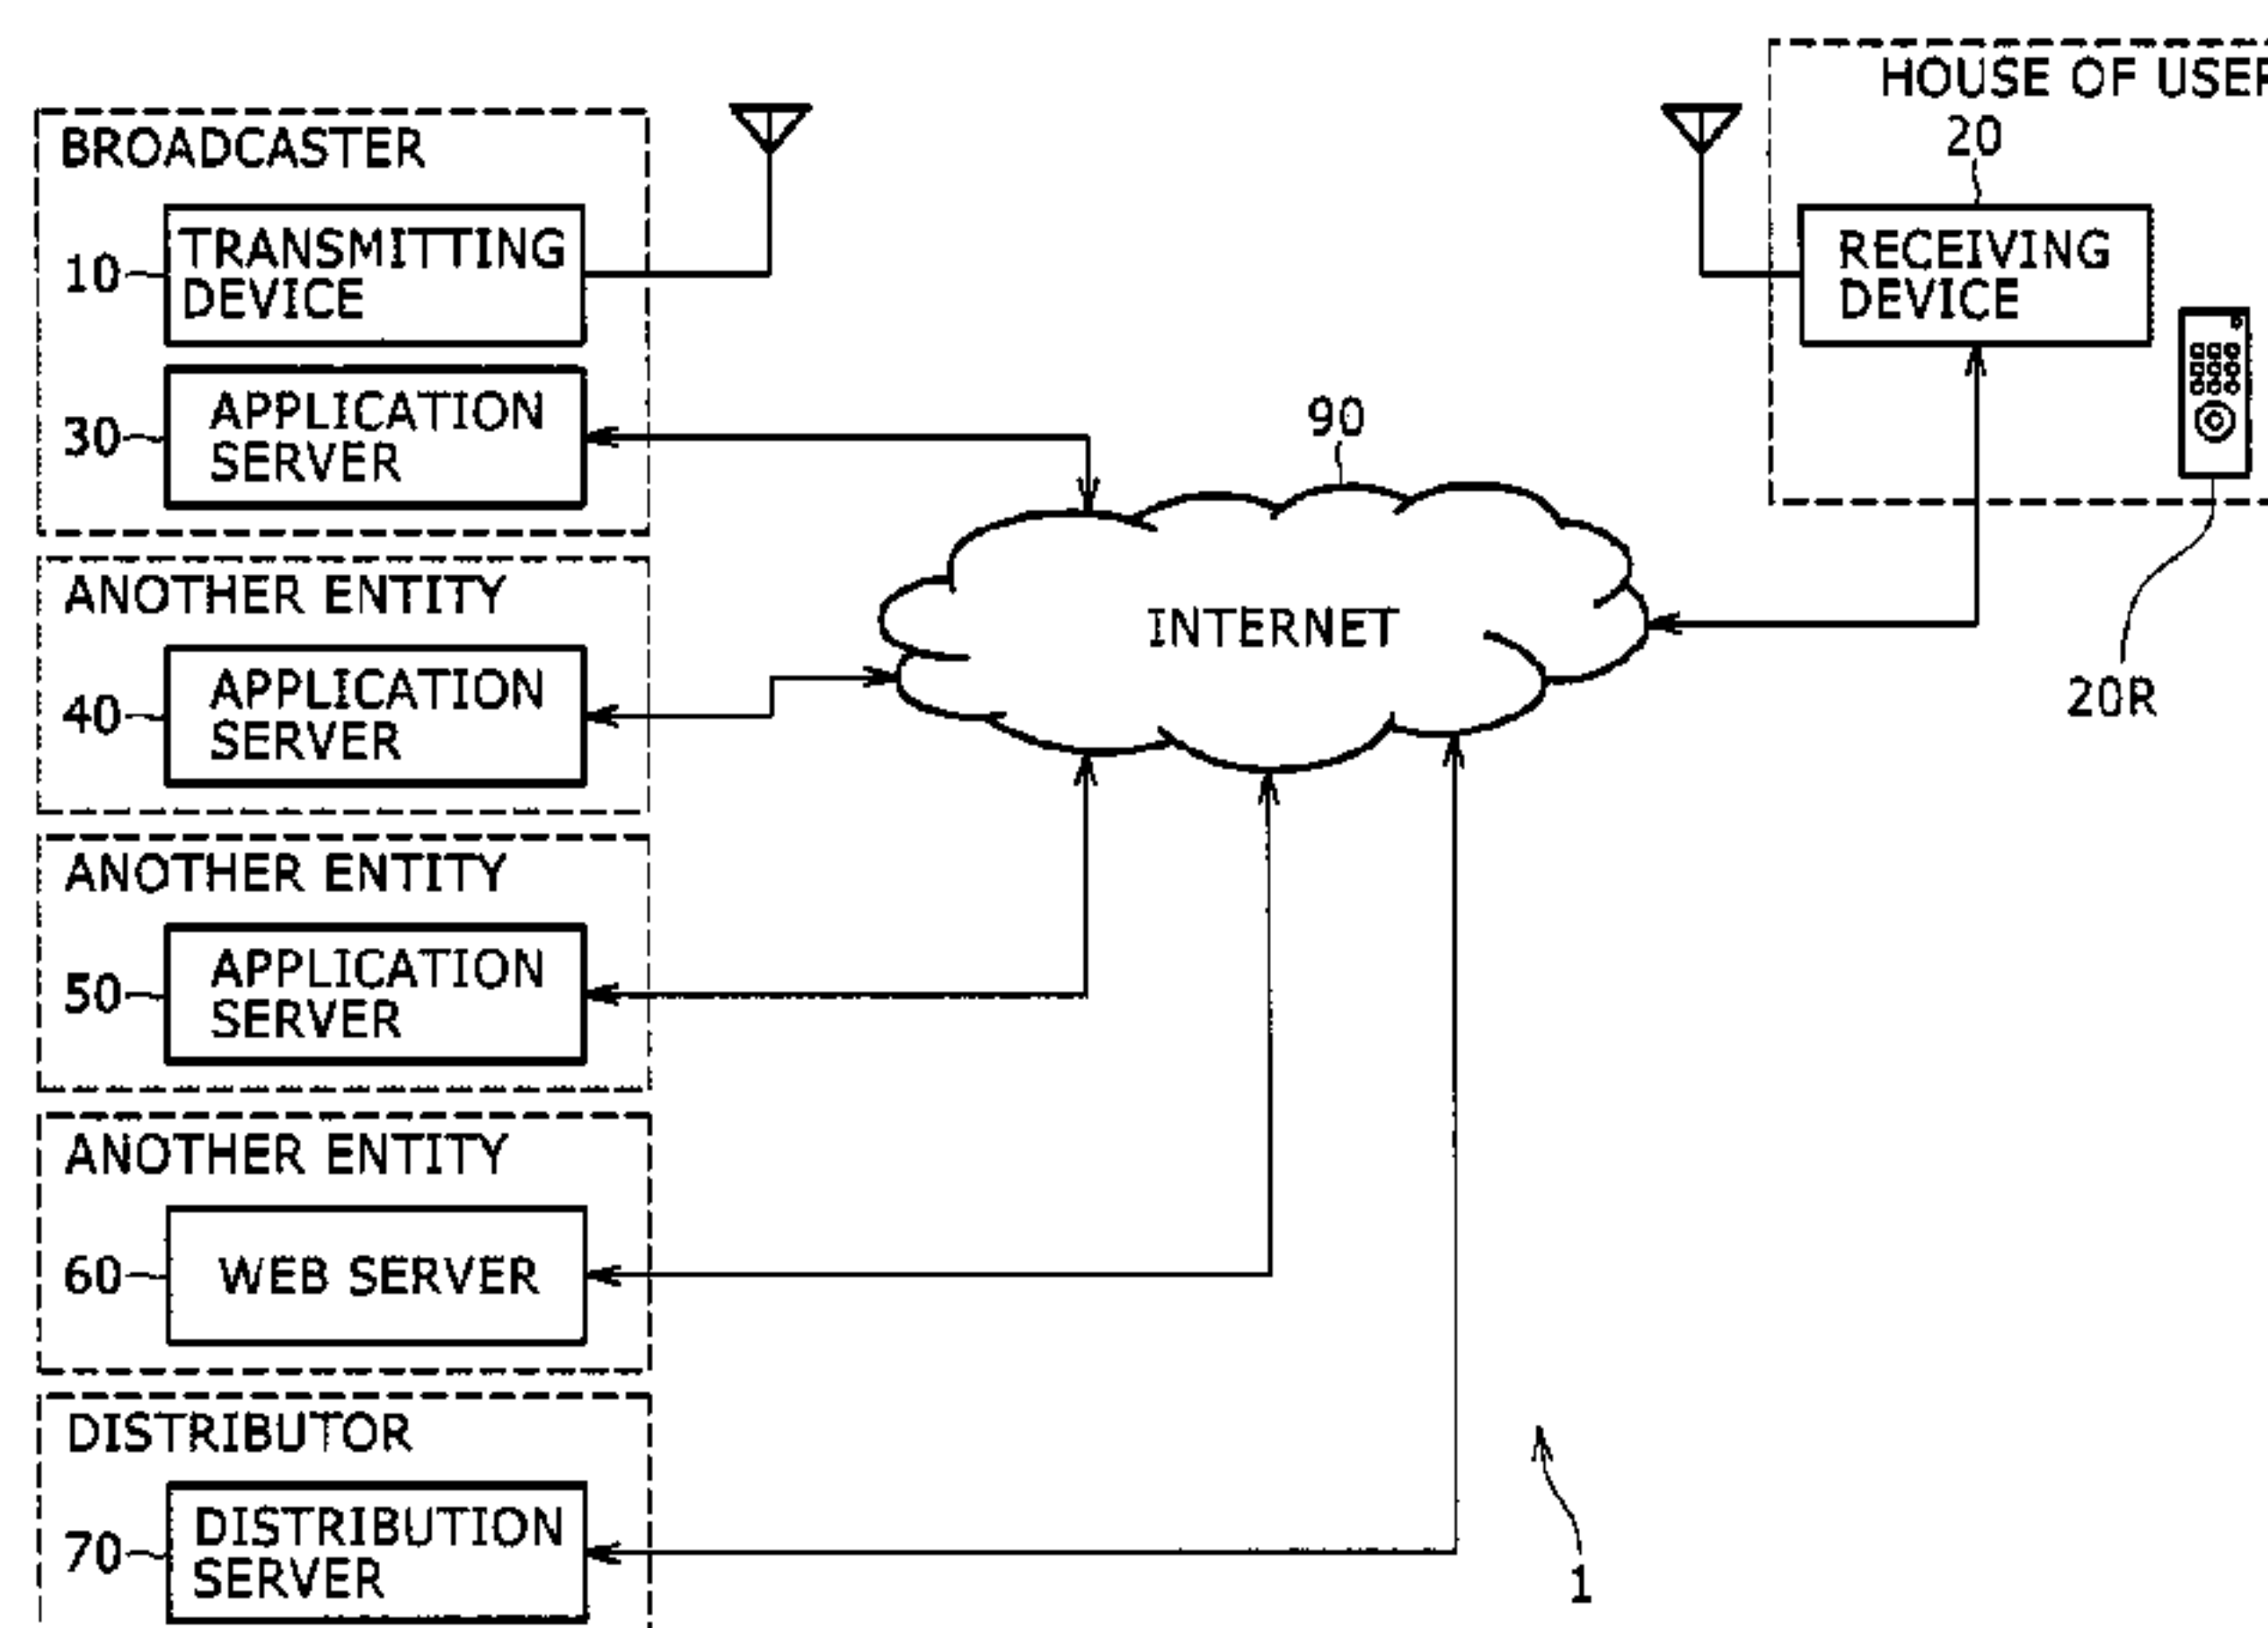 BROADCASTER
10
TRANSMITTING
DEVICE
30
APPLICATION
SERVER
ANOTHER ENTITY
40
APPLICATION
SERVER
ANOTHER ENTITY
50
APPLICATION
SERVER
ANOTHER ENTITY
60
WEB SERVER
DISTRIBUTOR
70
DISTRIBUTION
SERVER
90
INTERNET
HOUSE OF USER
20
RECEIVING
DEVICE
20R
1